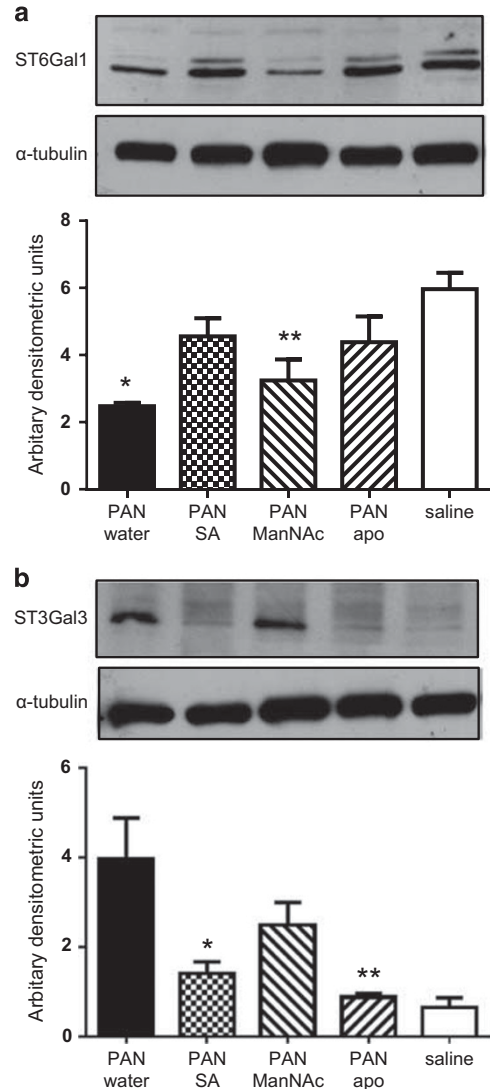 a
ST6Gal1
α-tubulin
Arbitary densitometric units
8
6
4
2
0
*
**
PAN water
PAN SA
PAN ManNAc
PAN apo
saline
b
ST3Gal3
α-tubulin
Arbitary densitometric units
6
4
2
0
*
**
PAN water
PAN SA
PAN ManNAc
PAN apo
saline